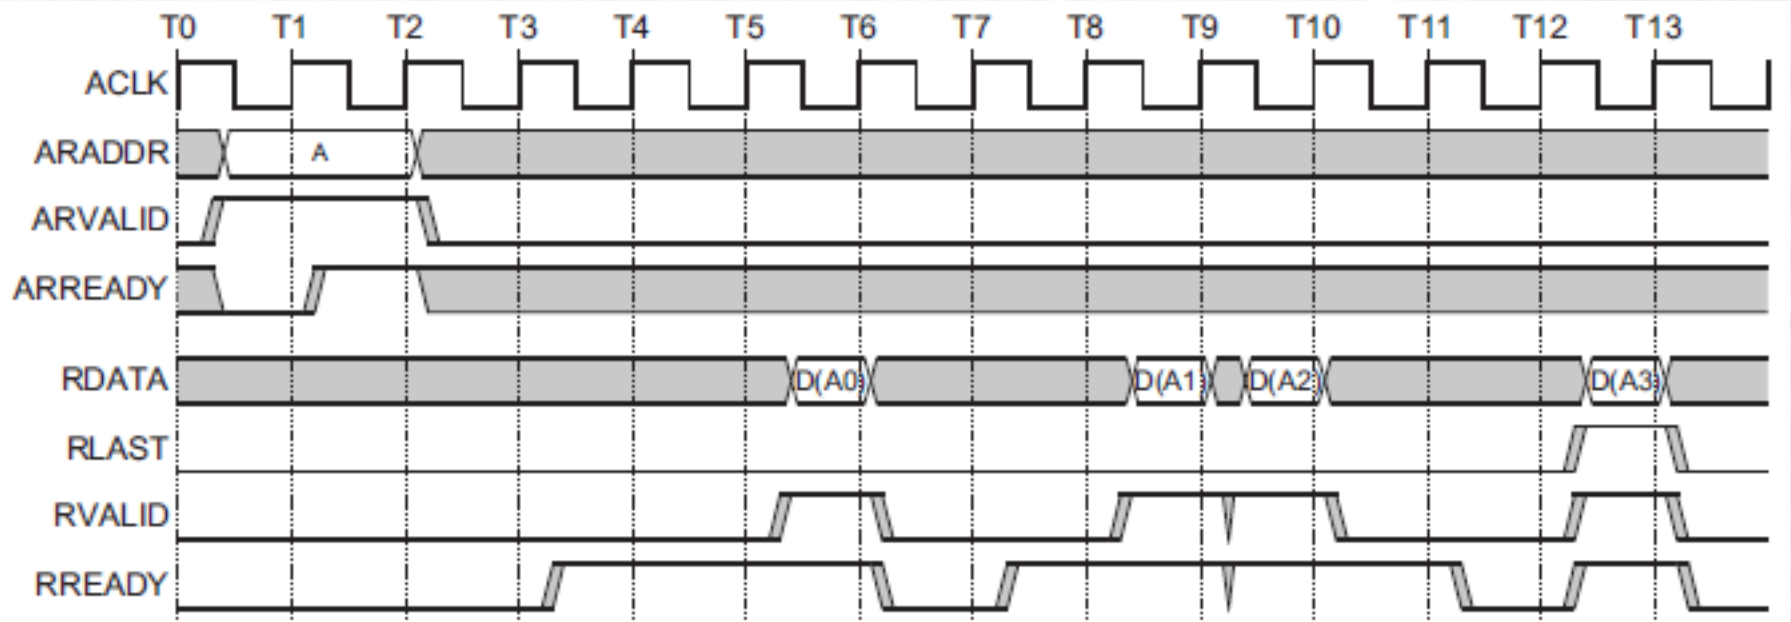 T0 T1 T2 T3 T4 T5 T6 T7 T8 T9 T10 T11 T12 T13
ACLK
ARADDR A
ARVALID
ARREADY
RDATA D(A0) D(A1) D(A2) D(A3)
RLAST
RVALID
RREADY